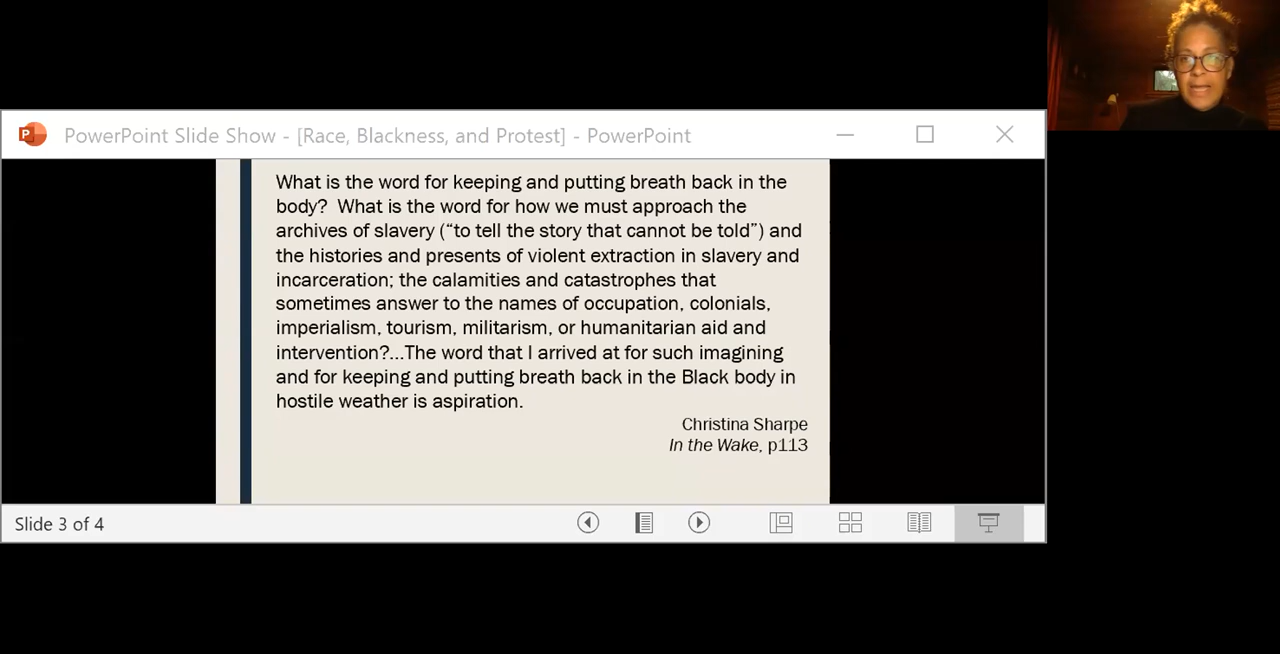 PowerPoint Slide Show - [Race, Blackness, and Protest] - PowerPoint
What is the word for keeping and putting breath back in the
body?  What is the word for how we must approach the
archives of slavery (“to tell the story that cannot be told”) and
the histories and presents of violent extraction in slavery and
incarceration; the calamities and catastrophes that
sometimes answer to the names of occupation, colonials,
imperialism, tourism, militarism, or humanitarian aid and
intervention?...The word that I arrived at for such imagining
and for keeping and putting breath back in the Black body in
hostile weather is aspiration.
Christina Sharpe
In the Wake, p113
Slide 3 of 4